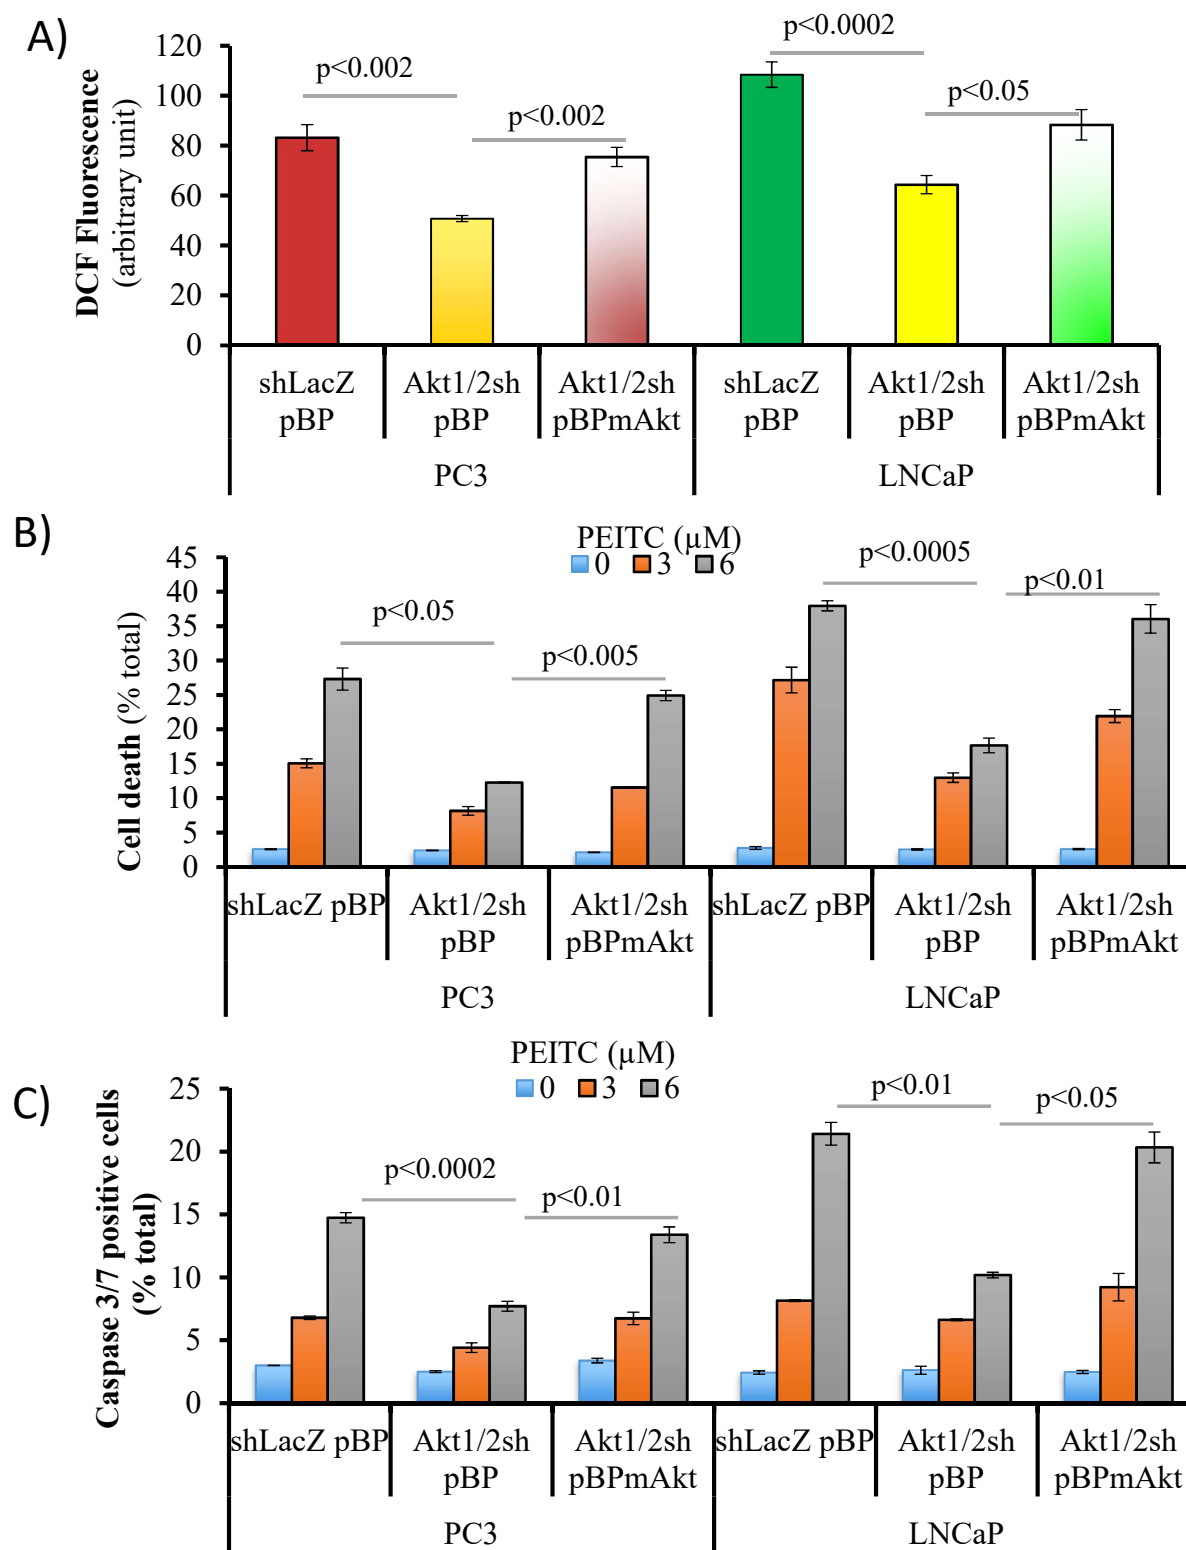 A)
DCF Fluorescence
(arbitrary unit)
120
100
80
60
40
20
0
p<0.002
p<0.002
p<0.0002
p<0.05
shLacZ
pBP
Akt1/2sh
pBP
Akt1/2sh
pBPmAkt
shLacZ
pBP
Akt1/2sh
pBP
Akt1/2sh
pBPmAkt
PC3
LNCaP
B)
PEITC (µM)
0
3
6
Cell death (% total)
45
40
35
30
25
20
15
10
5
0
p<0.05
p<0.005
p<0.0005
p<0.01
shLacZ pBP
Akt1/2sh
pBP
Akt1/2sh
pBPmAkt
shLacZ pBP
Akt1/2sh
pBP
Akt1/2sh
pBPmAkt
PC3
LNCaP
C)
PEITC (µM)
0
3
6
Caspase 3/7 positive cells
(% total)
25
20
15
10
5
0
p<0.0002
p<0.01
p<0.01
p<0.05
shLacZ pBP
Akt1/2sh
pBP
Akt1/2sh
pBPmAkt
shLacZ pBP
Akt1/2sh
pBP
Akt1/2sh
pBPmAkt
PC3
LNCaP